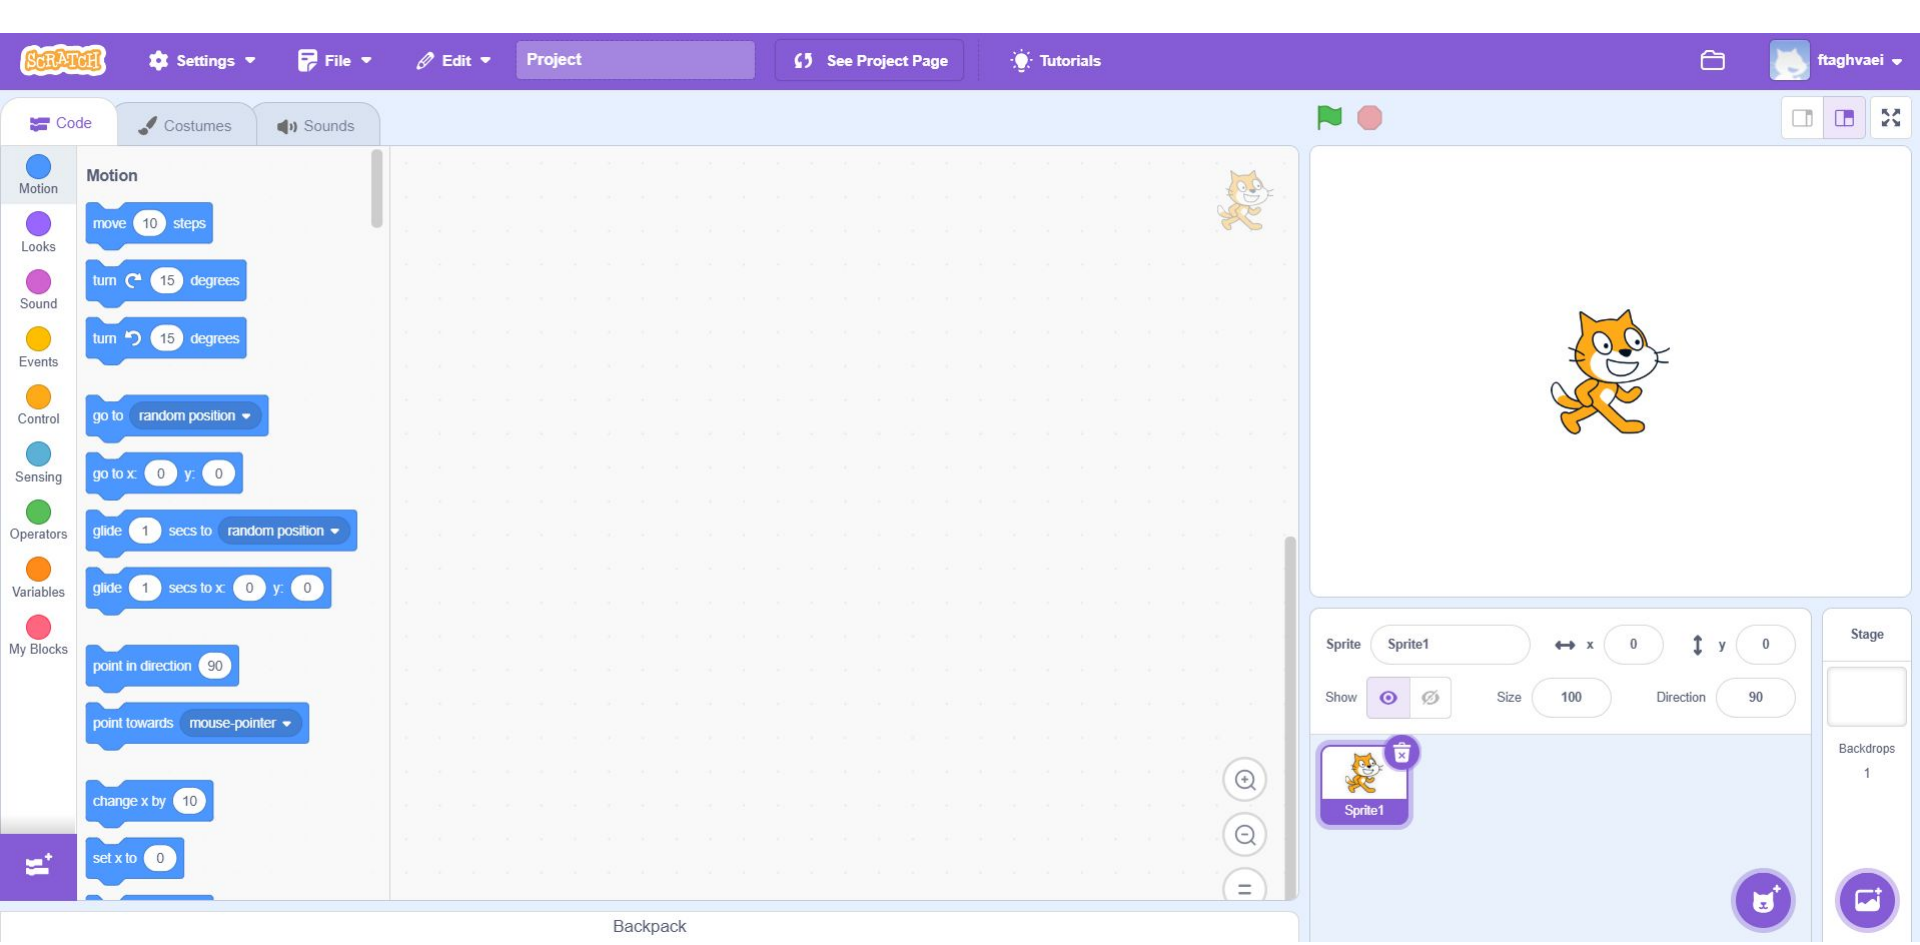 SCRATCH Settings File Edit Project See Project Page Tutorials ftaghvaei
Code Costumes Sounds
Motion
Looks
Sound
Events
Control
Sensing
Operators
Variables
My Blocks
Motion
move 10 steps
turn 15 degrees
turn 15 degrees
go to random position
go to x: 0 y: 0
glide 1 secs to random position
glide 1 secs to x: 0 y: 0
point in direction 90
point towards mouse-pointer
change x by 10
set x to 0
Backpack
Sprite Sprite1 x 0 y 0
Show Size 100 Direction 90
Sprite1
Stage
Backdrops
1